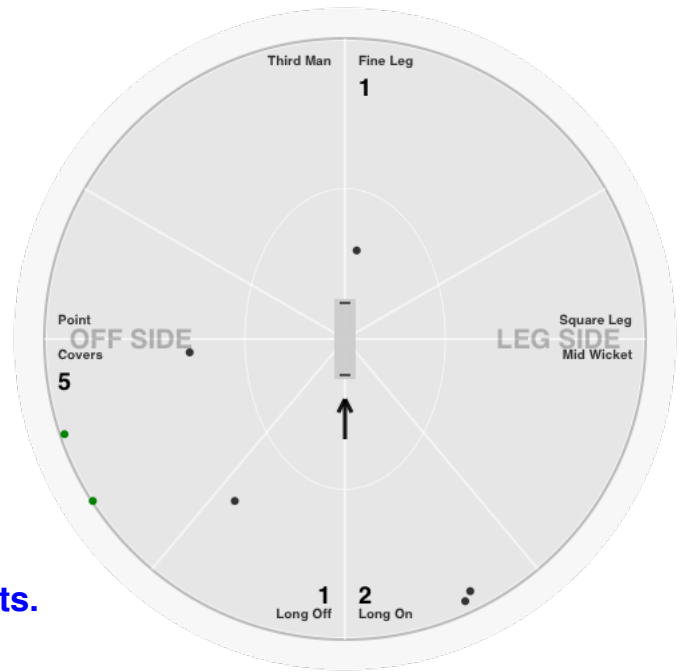 Third Man
Fine Leg
1
Point
Square Leg
OFF SIDE
LEG SIDE
Covers
Mid Wicket
5
ts.
1
2
Long Off
Long On